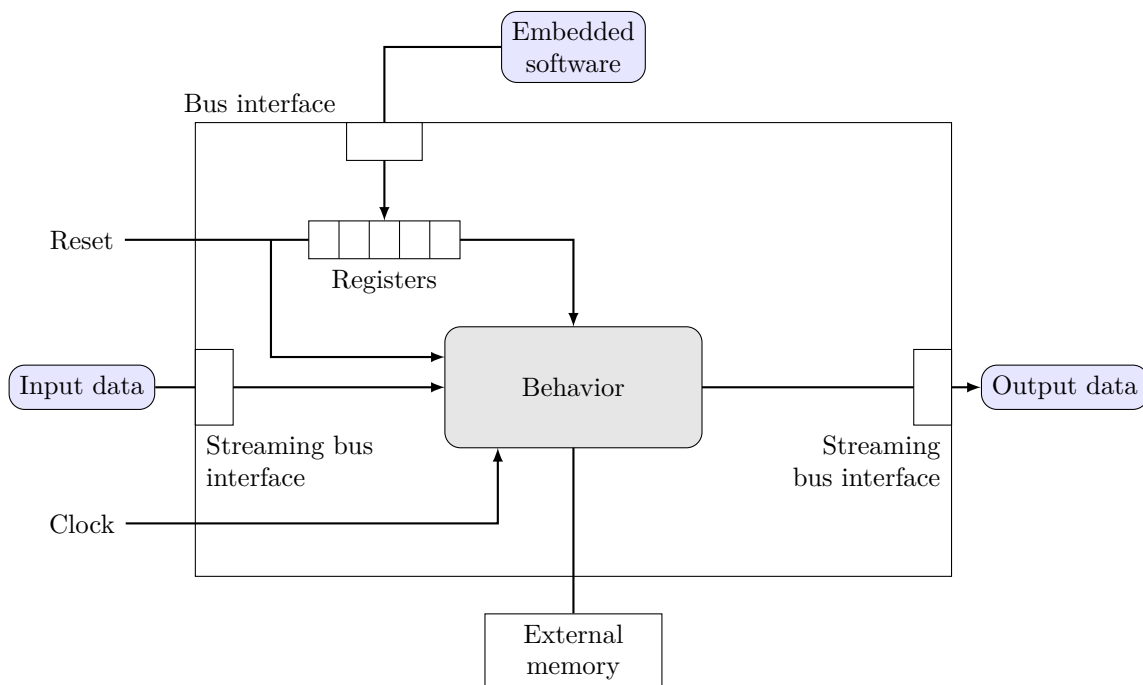 Embedded
software
Bus interface
Reset
Registers
Input data
Behavior
Output data
Streaming bus
interface
Streaming
bus interface
Clock
External
memory